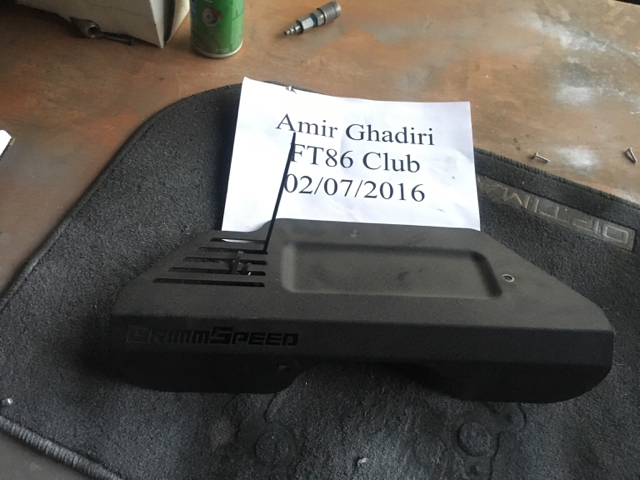 Amir Ghadiri
FT86 Club
02/07/2016
GRIMMSPEED